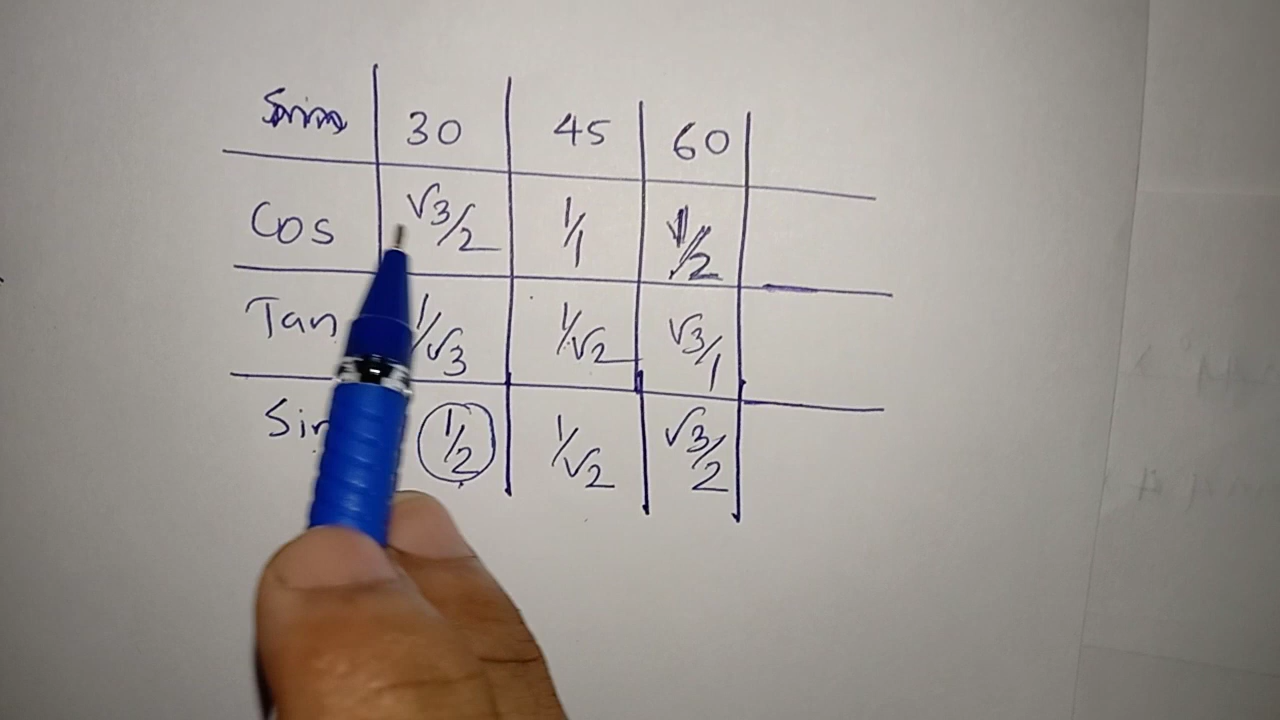 30 45 60
Cos √3/2 1/1 1/2
Tan 1/√3 1/√2 √3/1
Sin 1/2 1/√2 √3/2